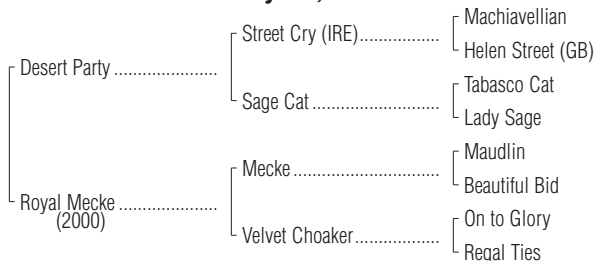 Machiavellian
Street Cry (IRE)..................
Helen Street (GB)
Desert Party .......................
Tabasco Cat
Sage Cat ............................
Lady Sage
Maudlin
Mecke ................................
Beautiful Bid
Royal Mecke ......................
(2000)
On to Glory
Velvet Choaker...................
Regal Ties